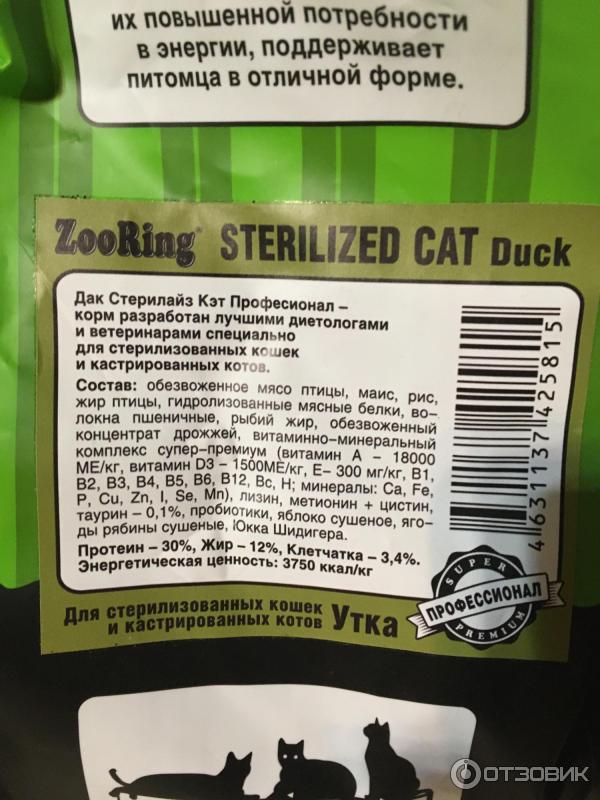 их повышенной потребности
в энергии, поддерживает
питомца в отличной форме.
ZooRing® STERILIZED CAT Duck
Дак Стерилайз Кэт Професионал –
корм разработан лучшими диетологами
и ветеринарами специально
для стерилизованных кошек
и кастрированных котов.
Состав: обезвоженное мясо птицы, маис, рис,
жир птицы, гидролизованные мясные белки, во-
локна пшеничные, рыбий жир, обезвоженный
концентрат дрожжей, витаминно-минеральный
комплекс супер-премиум (витамин А – 18000
МЕ/кг, витамин D3 – 1500МЕ/кг, Е– 300 мг/кг, В1,
В2, В3, В4, В5, В6, В12, Вс, Н; минералы: Ca, Fe,
P, Cu, Zn, I, Se, Mn), лизин, метионин + цистин,
таурин – 0,1%, пробиотики, яблоко сушеное, яго-
ды рябины сушеные, Юкка Шидигера.
Протеин – 30%, Жир – 12%, Клетчатка – 3,4%.
Энергетическая ценность: 3750 ккал/кг
4631137425815
SUPER
ПРОФЕССИОНАЛ
PREMIUM
Для стерилизованных кошек
и кастрированных котов Утка
ОТЗОВИК